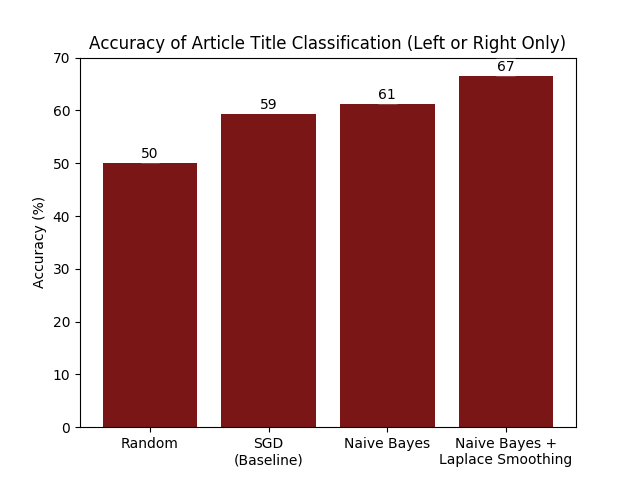 Accuracy of Article Title Classification (Left or Right Only)
70
60
50
40
30
20
10
0
Accuracy (%)
50
59
61
67
Random
SGD
(Baseline)
Naive Bayes
Naive Bayes +
Laplace Smoothing